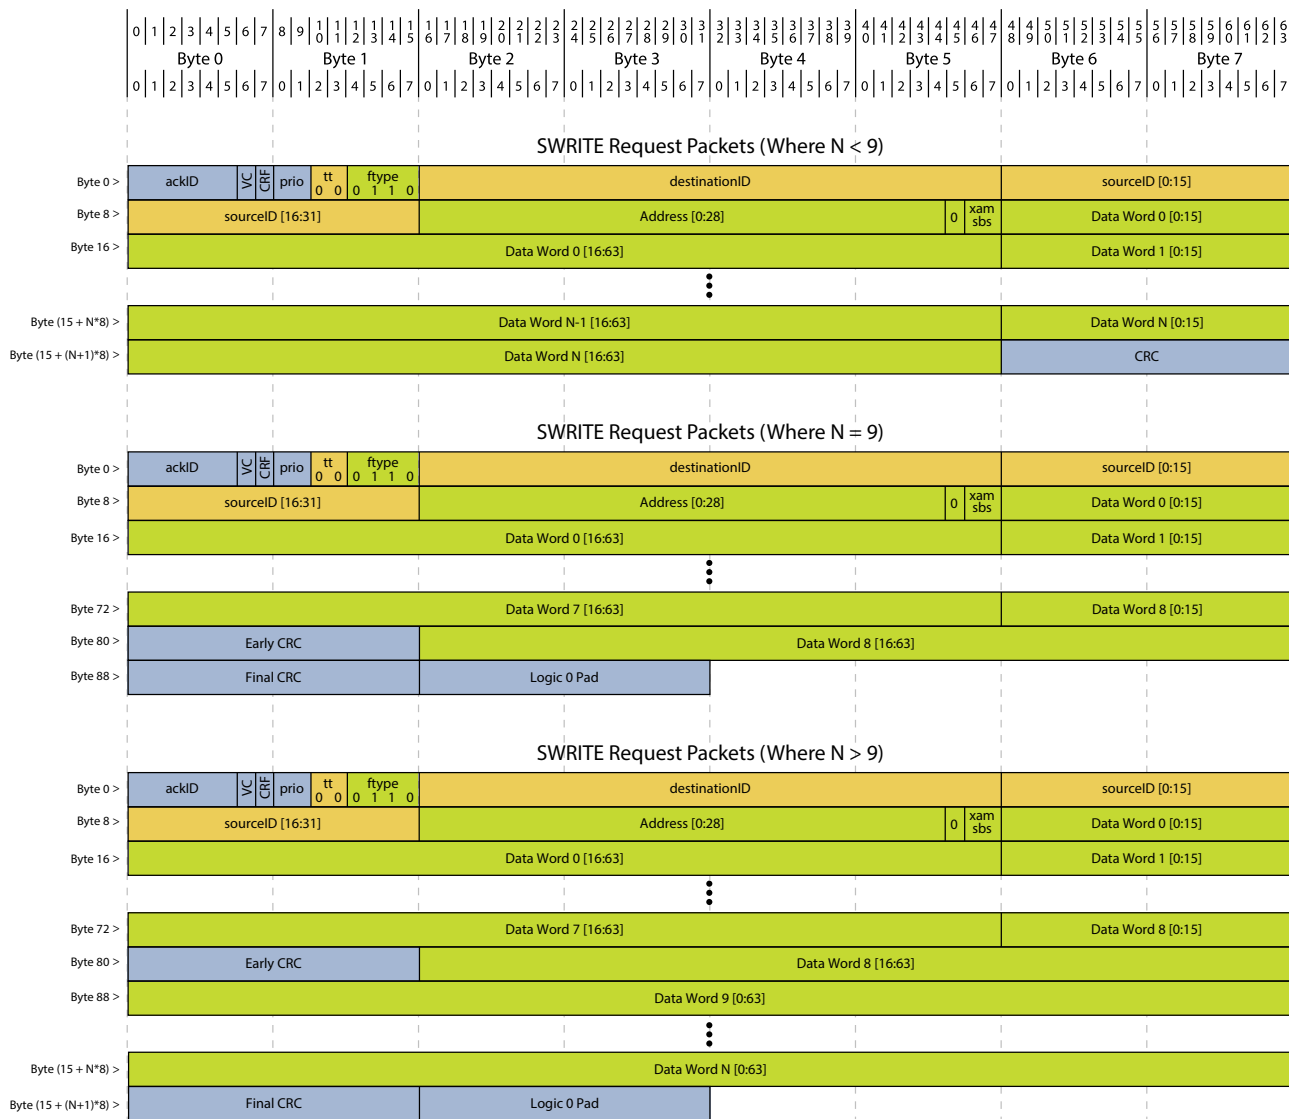 0 1 2 3 4 5 6 7 8 9 10 11 12 13 14 15 16 17 18 19 20 21 22 23 24 25 26 27 28 29 30 31 32 33 34 35 36 37 38 39 40 41 42 43 44 45 46 47 48 49 50 51 52 53 54 55 56 57 58 59 60 61 62 63
Byte 0 Byte 1 Byte 2 Byte 3 Byte 4 Byte 5 Byte 6 Byte 7
0 1 2 3 4 5 6 7 0 1 2 3 4 5 6 7 0 1 2 3 4 5 6 7 0 1 2 3 4 5 6 7 0 1 2 3 4 5 6 7 0 1 2 3 4 5 6 7 0 1 2 3 4 5 6 7 0 1 2 3 4 5 6 7
SWRITE Request Packets (Where N < 9)
Byte 0 > ackID VC CRF prio tt 0 0 ftype 0 1 1 0 destinationID sourceID [0:15]
Byte 8 > sourceID [16:31] Address [0:28] 0 xam sbs Data Word 0 [0:15]
Byte 16 > Data Word 0 [16:63] Data Word 1 [0:15]
Byte (15 + N*8) > Data Word N-1 [16:63] Data Word N [0:15]
Byte (15 + (N+1)*8) > Data Word N [16:63] CRC
SWRITE Request Packets (Where N = 9)
Byte 0 > ackID VC CRF prio tt 0 0 ftype 0 1 1 0 destinationID sourceID [0:15]
Byte 8 > sourceID [16:31] Address [0:28] 0 xam sbs Data Word 0 [0:15]
Byte 16 > Data Word 0 [16:63] Data Word 1 [0:15]
Byte 72 > Data Word 7 [16:63] Data Word 8 [0:15]
Byte 80 > Early CRC Data Word 8 [16:63]
Byte 88 > Final CRC Logic 0 Pad
SWRITE Request Packets (Where N > 9)
Byte 0 > ackID VC CRF prio tt 0 0 ftype 0 1 1 0 destinationID sourceID [0:15]
Byte 8 > sourceID [16:31] Address [0:28] 0 xam sbs Data Word 0 [0:15]
Byte 16 > Data Word 0 [16:63] Data Word 1 [0:15]
Byte 72 > Data Word 7 [16:63] Data Word 8 [0:15]
Byte 80 > Early CRC Data Word 8 [16:63]
Byte 88 > Data Word 9 [0:63]
Byte (15 + N*8) > Data Word N [0:63]
Byte (15 + (N+1)*8) > Final CRC Logic 0 Pad